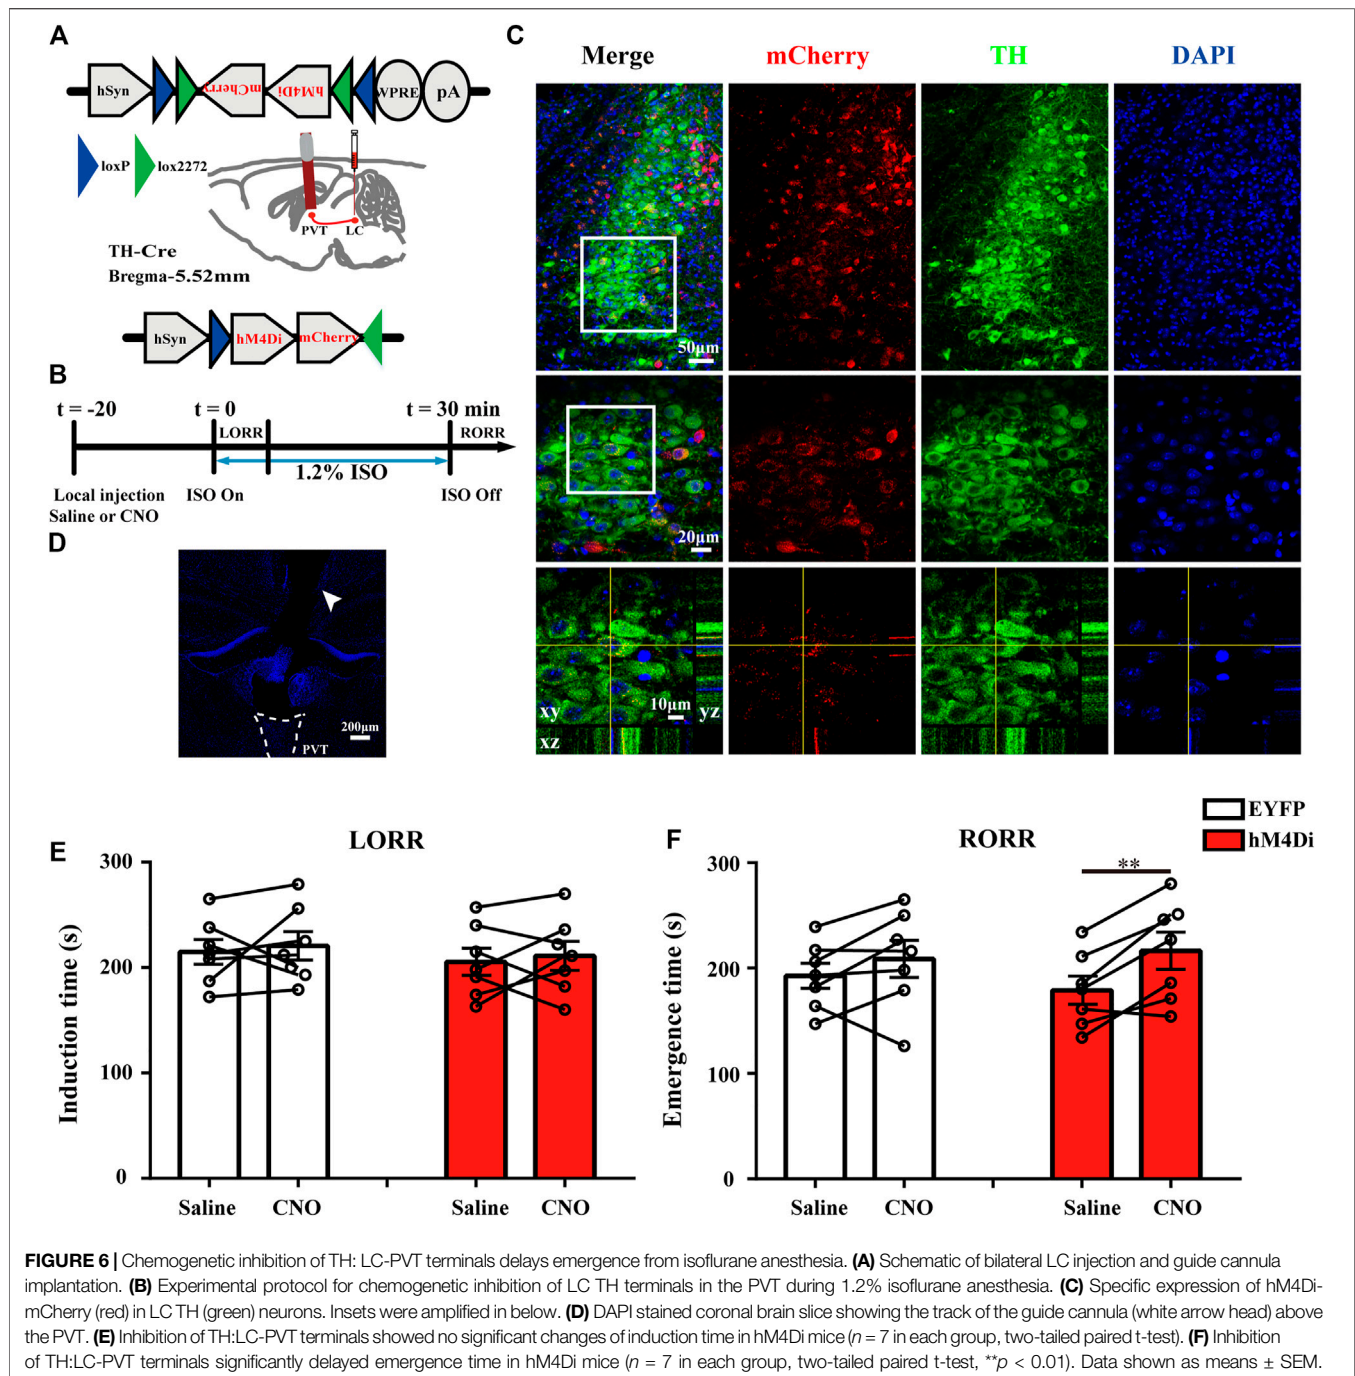 A
hSyn
mCherry
hM4Di
WPRE
pA
loxP
lox2272
PVT
LC
TH-Cre
Bregma-5.52mm
hSyn
hM4Di
mCherry
B
t = -20
t = 0
t = 30 min
LORR
RORR
1.2% ISO
Local injection
Saline or CNO
ISO On
ISO Off
C
Merge
mCherry
TH
DAPI
50μm
20μm
10μm
xy
yz
xz
D
200μm
PVT
E
LORR
Induction time (s)
300
200
100
0
Saline
CNO
Saline
CNO
F
RORR
EYFP
hM4Di
**
Emergence time (s)
300
200
100
0
Saline
CNO
Saline
CNO
FIGURE 6 | Chemogenetic inhibition of TH: LC-PVT terminals delays emergence from isoflurane anesthesia. (A) Schematic of bilateral LC injection and guide cannula
implantation. (B) Experimental protocol for chemogenetic inhibition of LC TH terminals in the PVT during 1.2% isoflurane anesthesia. (C) Specific expression of hM4Di-
mCherry (red) in LC TH (green) neurons. Insets were amplified in below. (D) DAPI stained coronal brain slice showing the track of the guide cannula (white arrow head) above
the PVT. (E) Inhibition of TH:LC-PVT terminals showed no significant changes of induction time in hM4Di mice (n = 7 in each group, two-tailed paired t-test). (F) Inhibition
of TH:LC-PVT terminals significantly delayed emergence time in hM4Di mice (n = 7 in each group, two-tailed paired t-test, **p < 0.01). Data shown as means ± SEM.